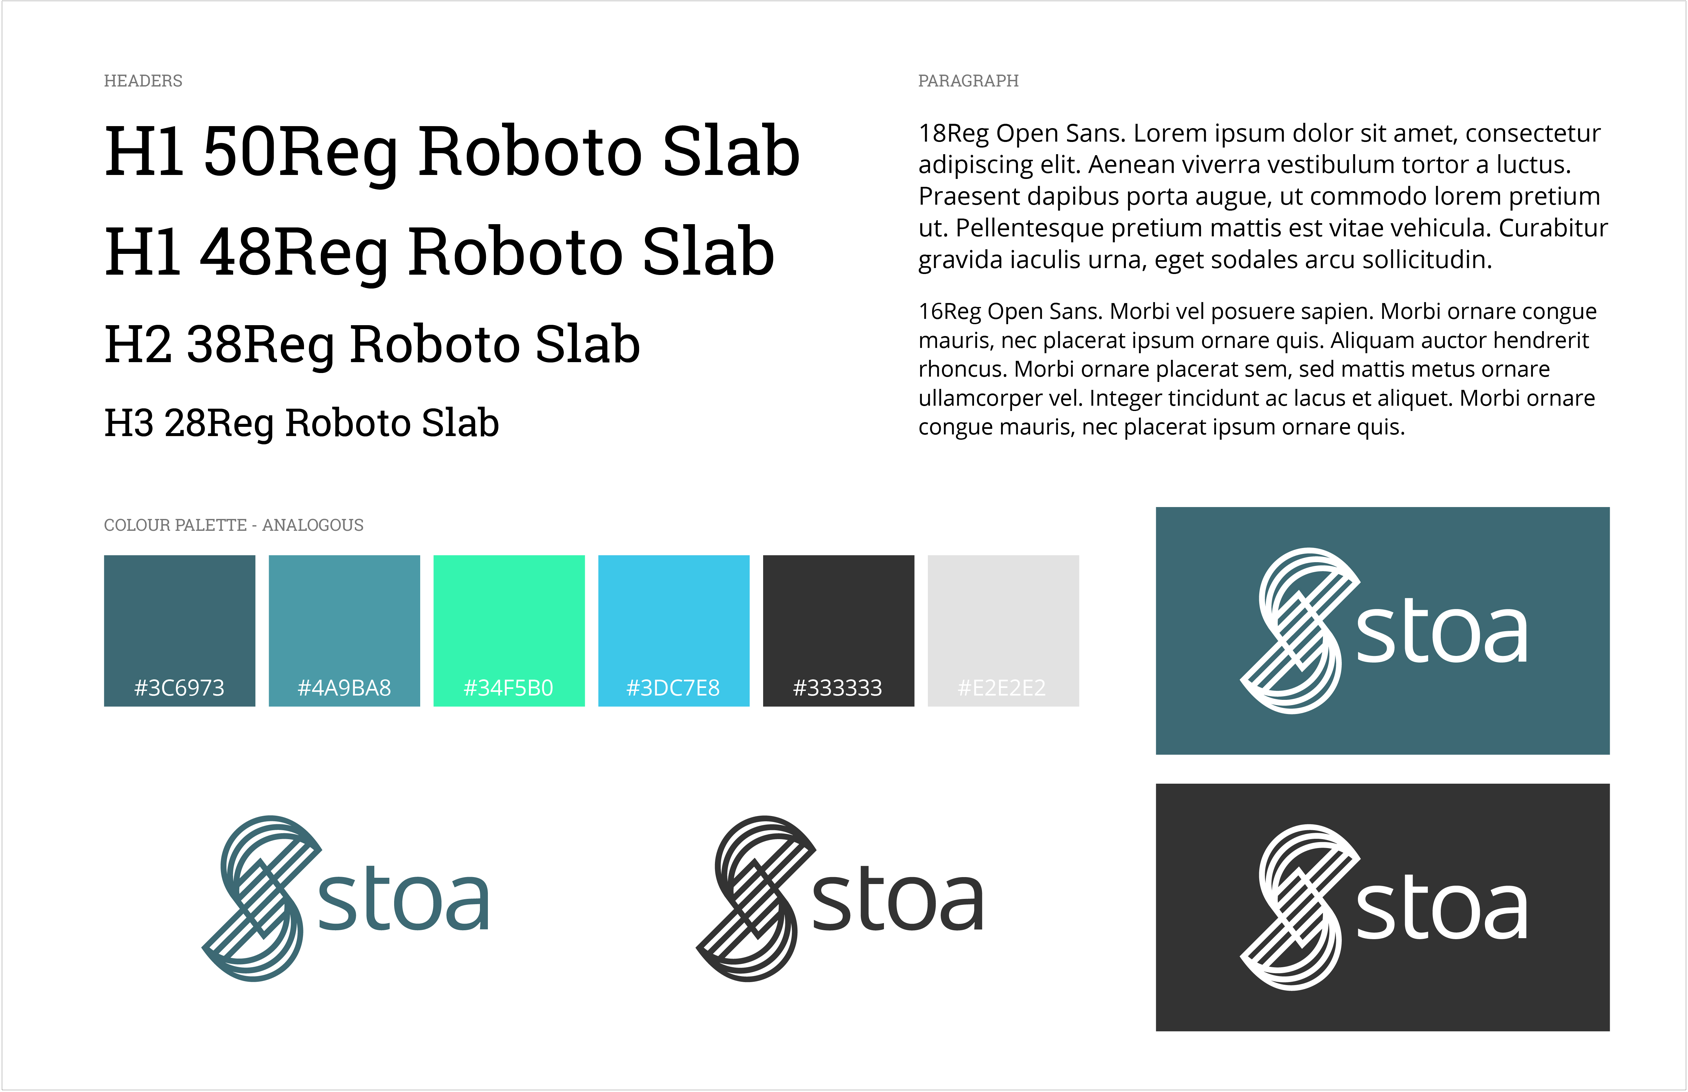 HEADERS
H1 50Reg Roboto Slab
H1 48Reg Roboto Slab
H2 38Reg Roboto Slab
H3 28Reg Roboto Slab
PARAGRAPH
18Reg Open Sans. Lorem ipsum dolor sit amet, consectetur
adipiscing elit. Aenean viverra vestibulum tortor a luctus.
Praesent dapibus porta augue, ut commodo lorem pretium
ut. Pellentesque pretium mattis est vitae vehicula. Curabitur
gravida iaculis urna, eget sodales arcu sollicitudin.
16Reg Open Sans. Morbi vel posuere sapien. Morbi ornare congue
mauris, nec placerat ipsum ornare quis. Aliquam auctor hendrerit
rhoncus. Morbi ornare placerat sem, sed mattis metus ornare
ullamcorper vel. Integer tincidunt ac lacus et aliquet. Morbi ornare
congue mauris, nec placerat ipsum ornare quis.
COLOUR PALETTE - ANALOGOUS
#3C6973
#4A9BA8
#34F5B0
#3DC7E8
#333333
#E2E2E2
stoa
stoa
stoa
stoa